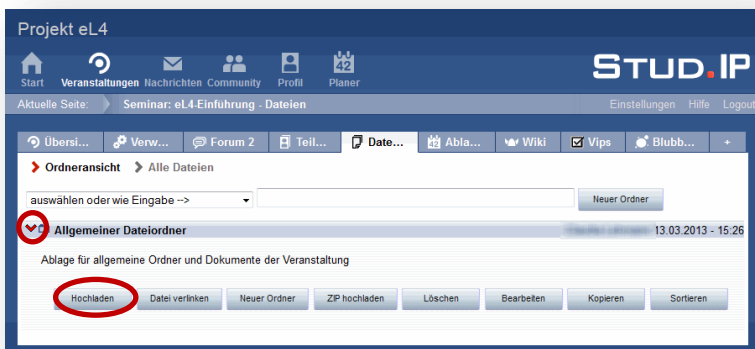 Projekt eL4
Start Veranstaltungen Nachrichten Community Profil 42 Planer
STUD.IP
Aktuelle Seite: Seminar: eL4-Einführung - Dateien Einstellungen Hilfe Logout
Übersi... Verw... Forum 2 Teil... Date... Abla... Wiki Vips Blubb... +
Ordneransicht Alle Dateien
auswählen oder wie Eingabe --> Neuer Ordner
Allgemeiner Dateiordner 13.03.2013 - 15:26
Ablage für allgemeine Ordner und Dokumente der Veranstaltung
Hochladen Datei verlinken Neuer Ordner ZIP hochladen Löschen Bearbeiten Kopieren Sortieren